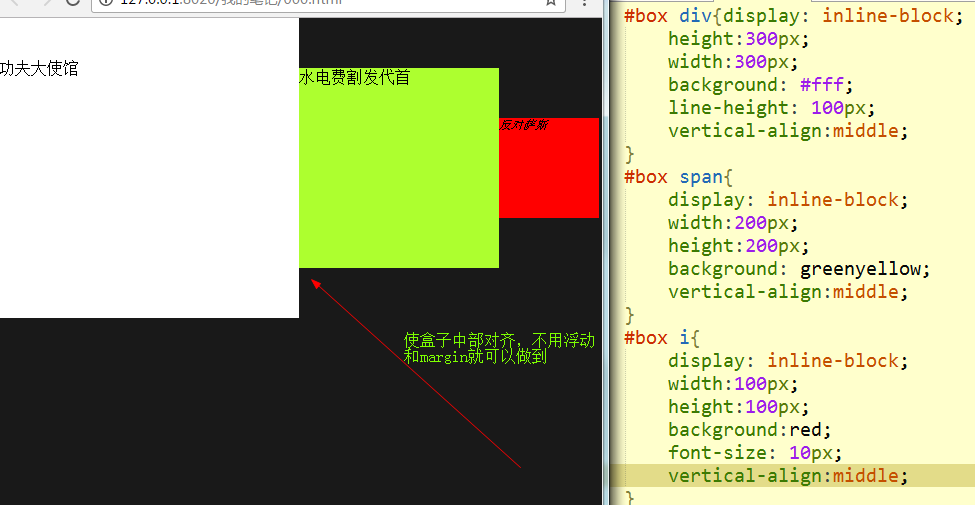 127.0.0.1:8020/我的笔记/000.html
功夫大使馆
水电费割发代首
反对萨斯
使盒子中部对齐，不用浮动
和margin就可以做到
#box div{display: inline-block;
height:300px;
width:300px;
background: #fff;
line-height: 100px;
vertical-align:middle;
}
#box span{
display: inline-block;
width:200px;
height:200px;
background: greenyellow;
vertical-align:middle;
}
#box i{
display: inline-block;
width:100px;
height:100px;
background:red;
font-size: 10px;
vertical-align:middle;
}